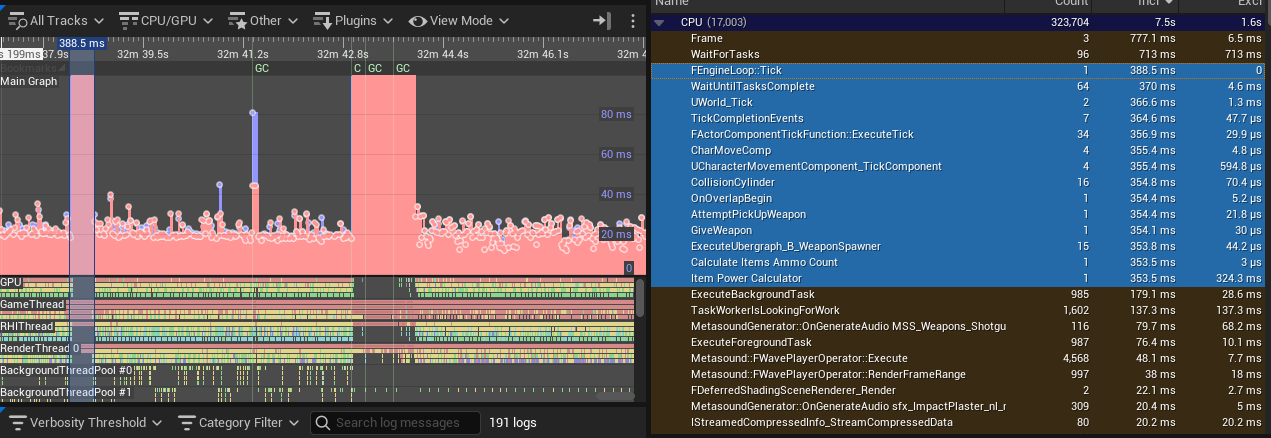 All Tracks CPU/GPU Other Plugins View Mode
388.5 ms
199ms 37.9s 32m 39.5s 32m 41.2s 32m 42.8s 32m 44.4s 32m 46.1s 32m 4
Bookmarks GC C GC GC
Main Graph
80 ms
60 ms
40 ms
20 ms
0
GPU
GameThread
RHIThread
RenderThread 0
BackgroundThreadPool #0
BackgroundThreadPool #1
Verbosity Threshold Category Filter Search log messages 191 logs
Name Count Incl Excl
CPU (17,003) 323,704 7.5s 1.6s
Frame 3 777.1 ms 6.5 ms
WaitForTasks 96 713 ms 713 ms
FEngineLoop::Tick 1 388.5 ms 0
WaitUntilTasksComplete 64 370 ms 4.6 ms
UWorld_Tick 2 366.6 ms 1.3 ms
TickCompletionEvents 7 364.6 ms 47.7 µs
FActorComponentTickFunction::ExecuteTick 34 356.9 ms 29.9 µs
CharMoveComp 4 355.4 ms 4.8 µs
UCharacterMovementComponent_TickComponent 4 355.4 ms 594.8 µs
CollisionCylinder 16 354.8 ms 70.4 µs
OnOverlapBegin 1 354.4 ms 5.2 µs
AttemptPickUpWeapon 1 354.4 ms 21.8 µs
GiveWeapon 1 354.1 ms 30 µs
ExecuteUbergraph_B_WeaponSpawner 15 353.8 ms 44.2 µs
Calculate Items Ammo Count 1 353.5 ms 3 µs
Item Power Calculator 1 353.5 ms 324.3 ms
ExecuteBackgroundTask 985 179.1 ms 28.6 ms
TaskWorkerIsLookingForWork 1,602 137.3 ms 137.3 ms
MetasoundGenerator::OnGenerateAudio MSS_Weapons_Shotgu 116 79.7 ms 68.2 ms
ExecuteForegroundTask 987 76.4 ms 10.1 ms
Metasound::FWavePlayerOperator::Execute 4,568 48.1 ms 7.7 ms
Metasound::FWavePlayerOperator::RenderFrameRange 997 38 ms 18 ms
FDeferredShadingSceneRenderer_Render 2 22.1 ms 2.7 ms
MetasoundGenerator::OnGenerateAudio sfx_ImpactPlaster_nl_r 309 20.4 ms 5 ms
IStreamedCompressedInfo_StreamCompressedData 80 20.2 ms 20.2 ms